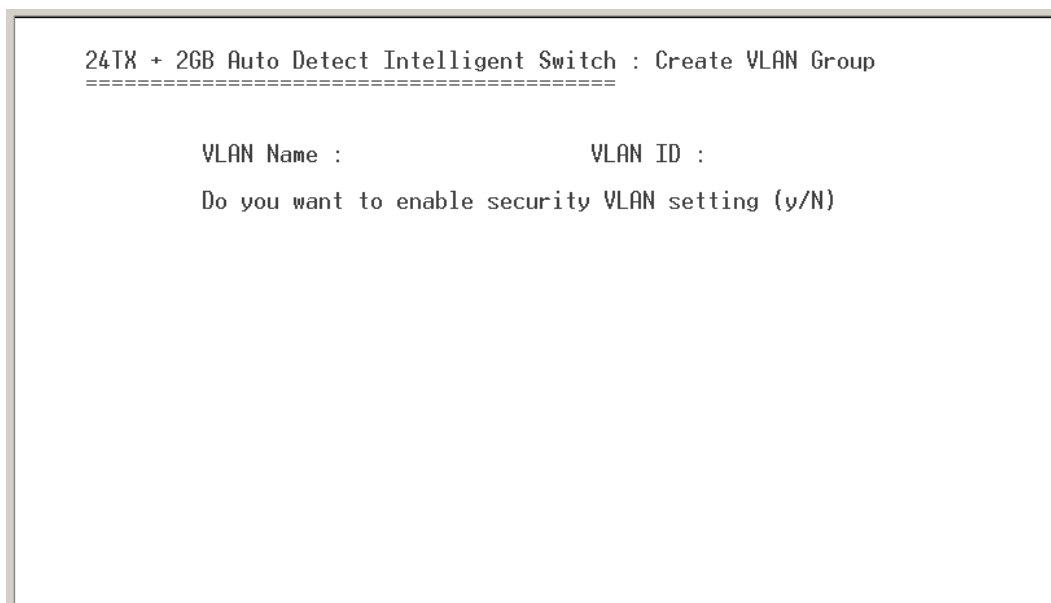 24TX + 2GB Auto Detect Intelligent Switch : Create VLAN Group
=========================================
VLAN Name : VLAN ID :
Do you want to enable security VLAN setting (y/N)